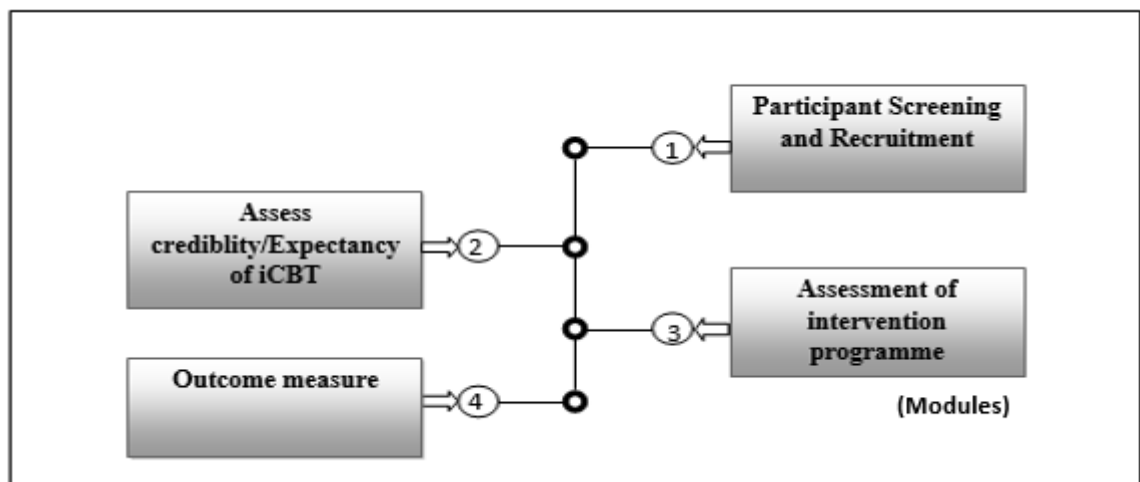 Participant Screening
and Recruitment
1
Assess
crediblity/Expectancy
of iCBT
2
Assessment of
intervention
programme
3
(Modules)
Outcome measure
4